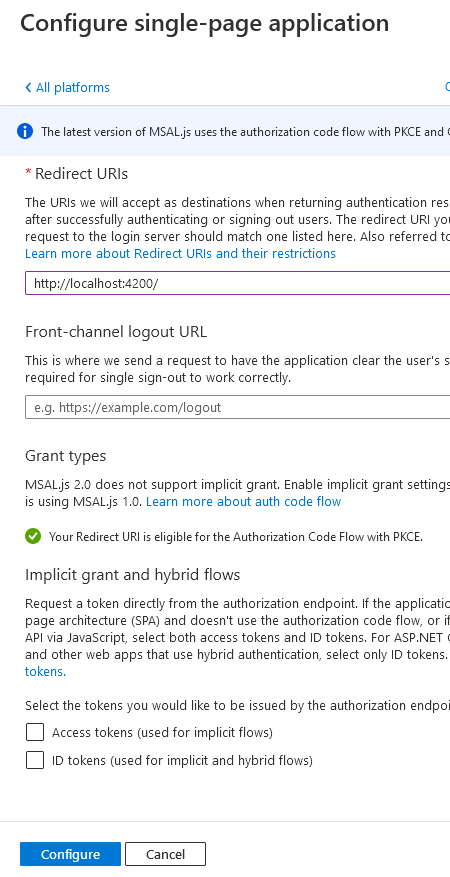 Configure single-page application
All platforms
The latest version of MSAL.js uses the authorization code flow with PKCE and
* Redirect URIs
The URIs we will accept as destinations when returning authentication res
after successfully authenticating or signing out users. The redirect URI you
request to the login server should match one listed here. Also referred to
Learn more about Redirect URIs and their restrictions
http://localhost:4200/
Front-channel logout URL
This is where we send a request to have the application clear the user's s
required for single sign-out to work correctly.
e.g. https://example.com/logout
Grant types
MSAL.js 2.0 does not support implicit grant. Enable implicit grant settings
is using MSAL.js 1.0. Learn more about auth code flow
Your Redirect URI is eligible for the Authorization Code Flow with PKCE.
Implicit grant and hybrid flows
Request a token directly from the authorization endpoint. If the applicatio
page architecture (SPA) and doesn't use the authorization code flow, or if
API via JavaScript, select both access tokens and ID tokens. For ASP.NET
and other web apps that use hybrid authentication, select only ID tokens.
tokens.
Select the tokens you would like to be issued by the authorization endpoi
Access tokens (used for implicit flows)
ID tokens (used for implicit and hybrid flows)
Configure
Cancel